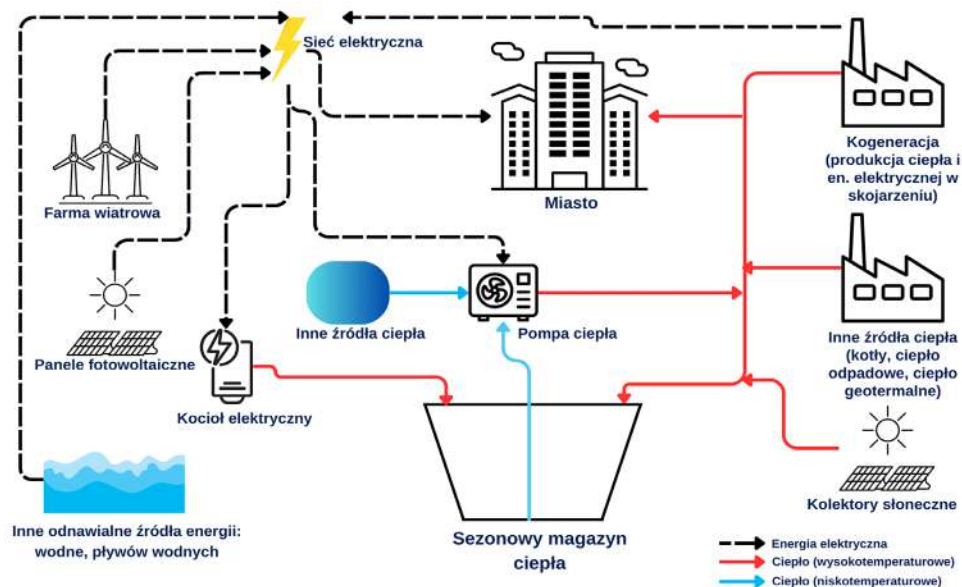 Sieć elektryczna
Farma wiatrowa
Miasto
Kogeneracja
(produkcja ciepła i
en. elektrycznej w
skojarzeniu)
Panele fotowoltaiczne
Inne źródła ciepła
Pompa ciepła
Inne źródła ciepła
(kotły, ciepło
odpadowe, ciepło
geotermalne)
Kocioł elektryczny
Kolektory słoneczne
Inne odnawialne źródła energii:
wodne, pływów wodnych
Sezonowy magazyn
ciepła
Energia elektryczna
Ciepło (wysokotemperaturowe)
Ciepło (niskotemperaturowe)